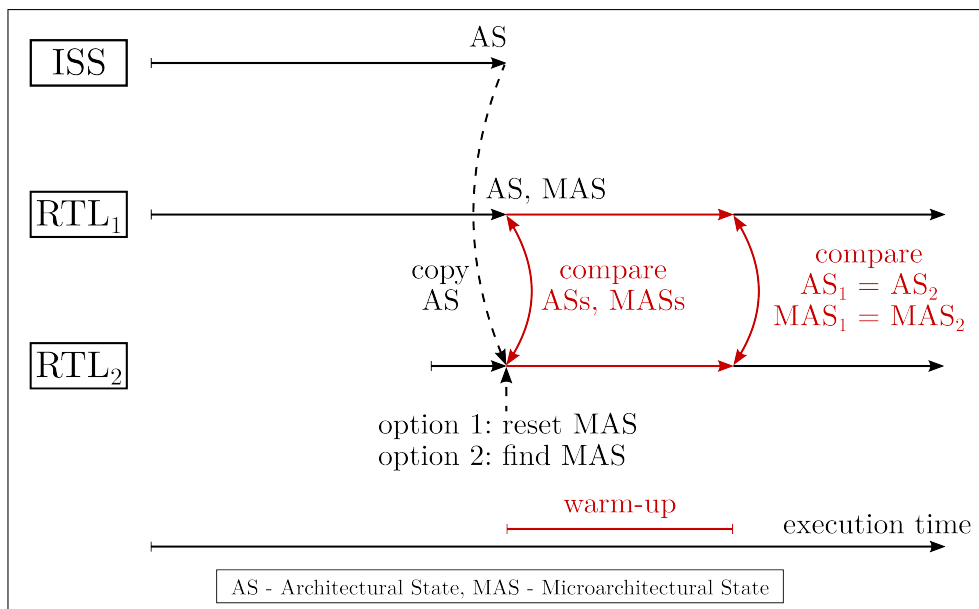 AS
ISS
AS, MAS
RTL₁
copy
AS
compare
ASs, MASs
compare
AS₁ = AS₂
MAS₁ = MAS₂
RTL₂
option 1: reset MAS
option 2: find MAS
warm-up
execution time
AS - Architectural State, MAS - Microarchitectural State